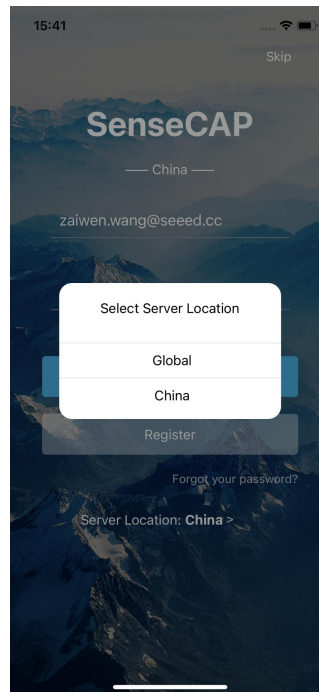 15:41
Skip
SenseCAP
China
zaiwen.wang@seeed.cc
Select Server Location
Global
China
Register
Forgot your password?
Server Location: China >